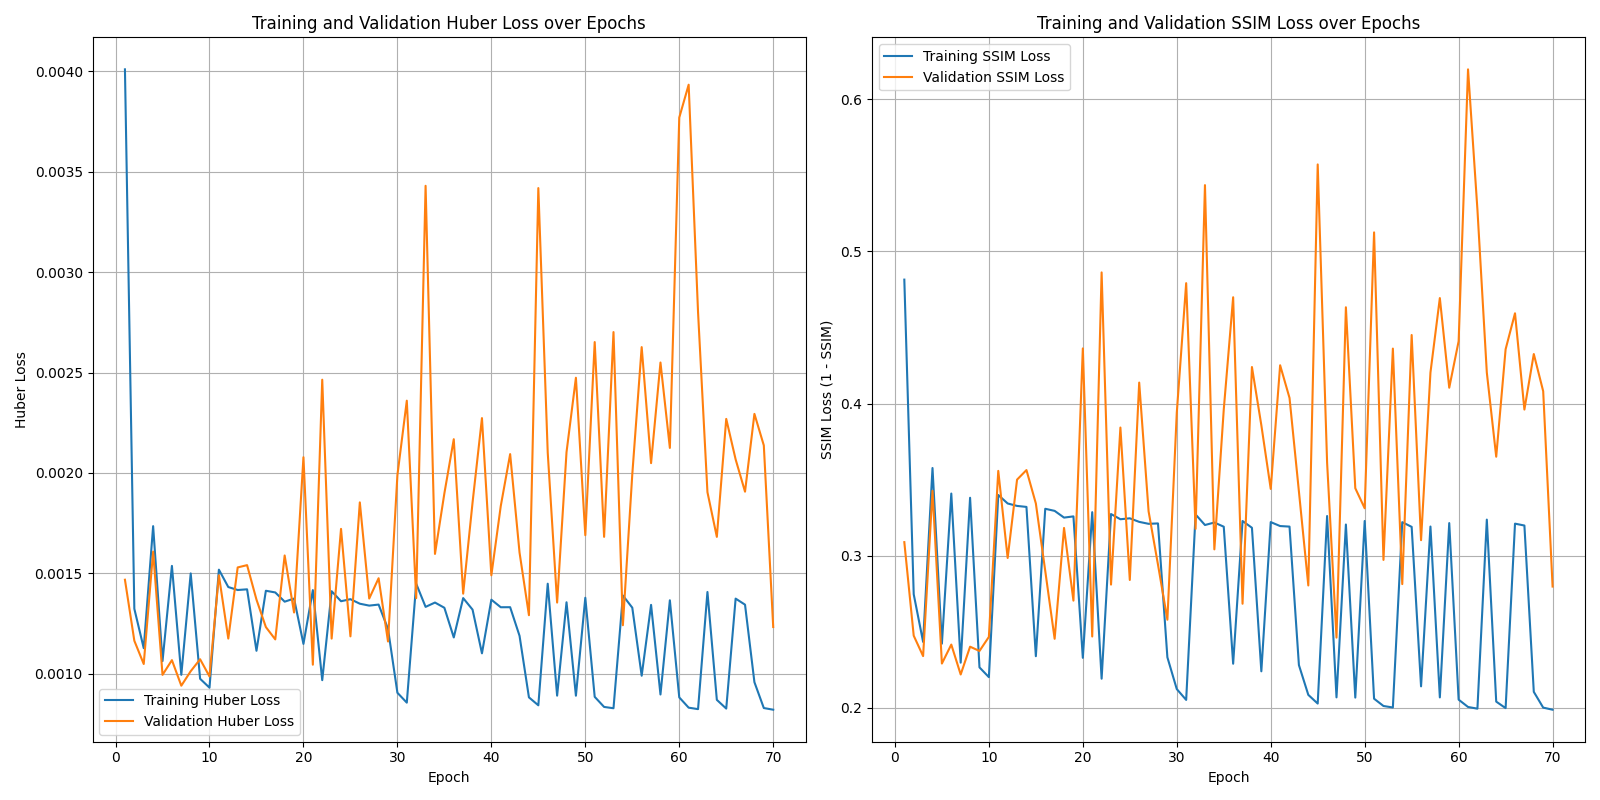 Training and Validation Huber Loss over Epochs
0.0040
0.0035
0.0030
0.0025
0.0020
0.0015
0.0010
Huber Loss
Training Huber Loss
Validation Huber Loss
0 10 20 30 40 50 60 70
Epoch
Training and Validation SSIM Loss over Epochs
Training SSIM Loss
Validation SSIM Loss
0.6
0.5
0.4
0.3
0.2
SSIM Loss (1 - SSIM)
0 10 20 30 40 50 60 70
Epoch